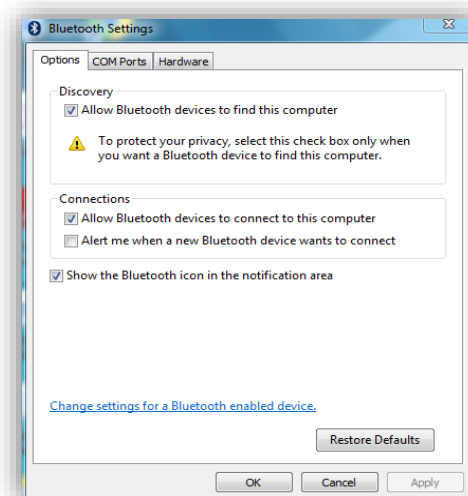 Bluetooth Settings
Options COM Ports Hardware
Discovery
Allow Bluetooth devices to find this computer
To protect your privacy, select this check box only when
you want a Bluetooth device to find this computer.
Connections
Allow Bluetooth devices to connect to this computer
Alert me when a new Bluetooth device wants to connect
Show the Bluetooth icon in the notification area
Change settings for a Bluetooth enabled device.
Restore Defaults
OK Cancel Apply